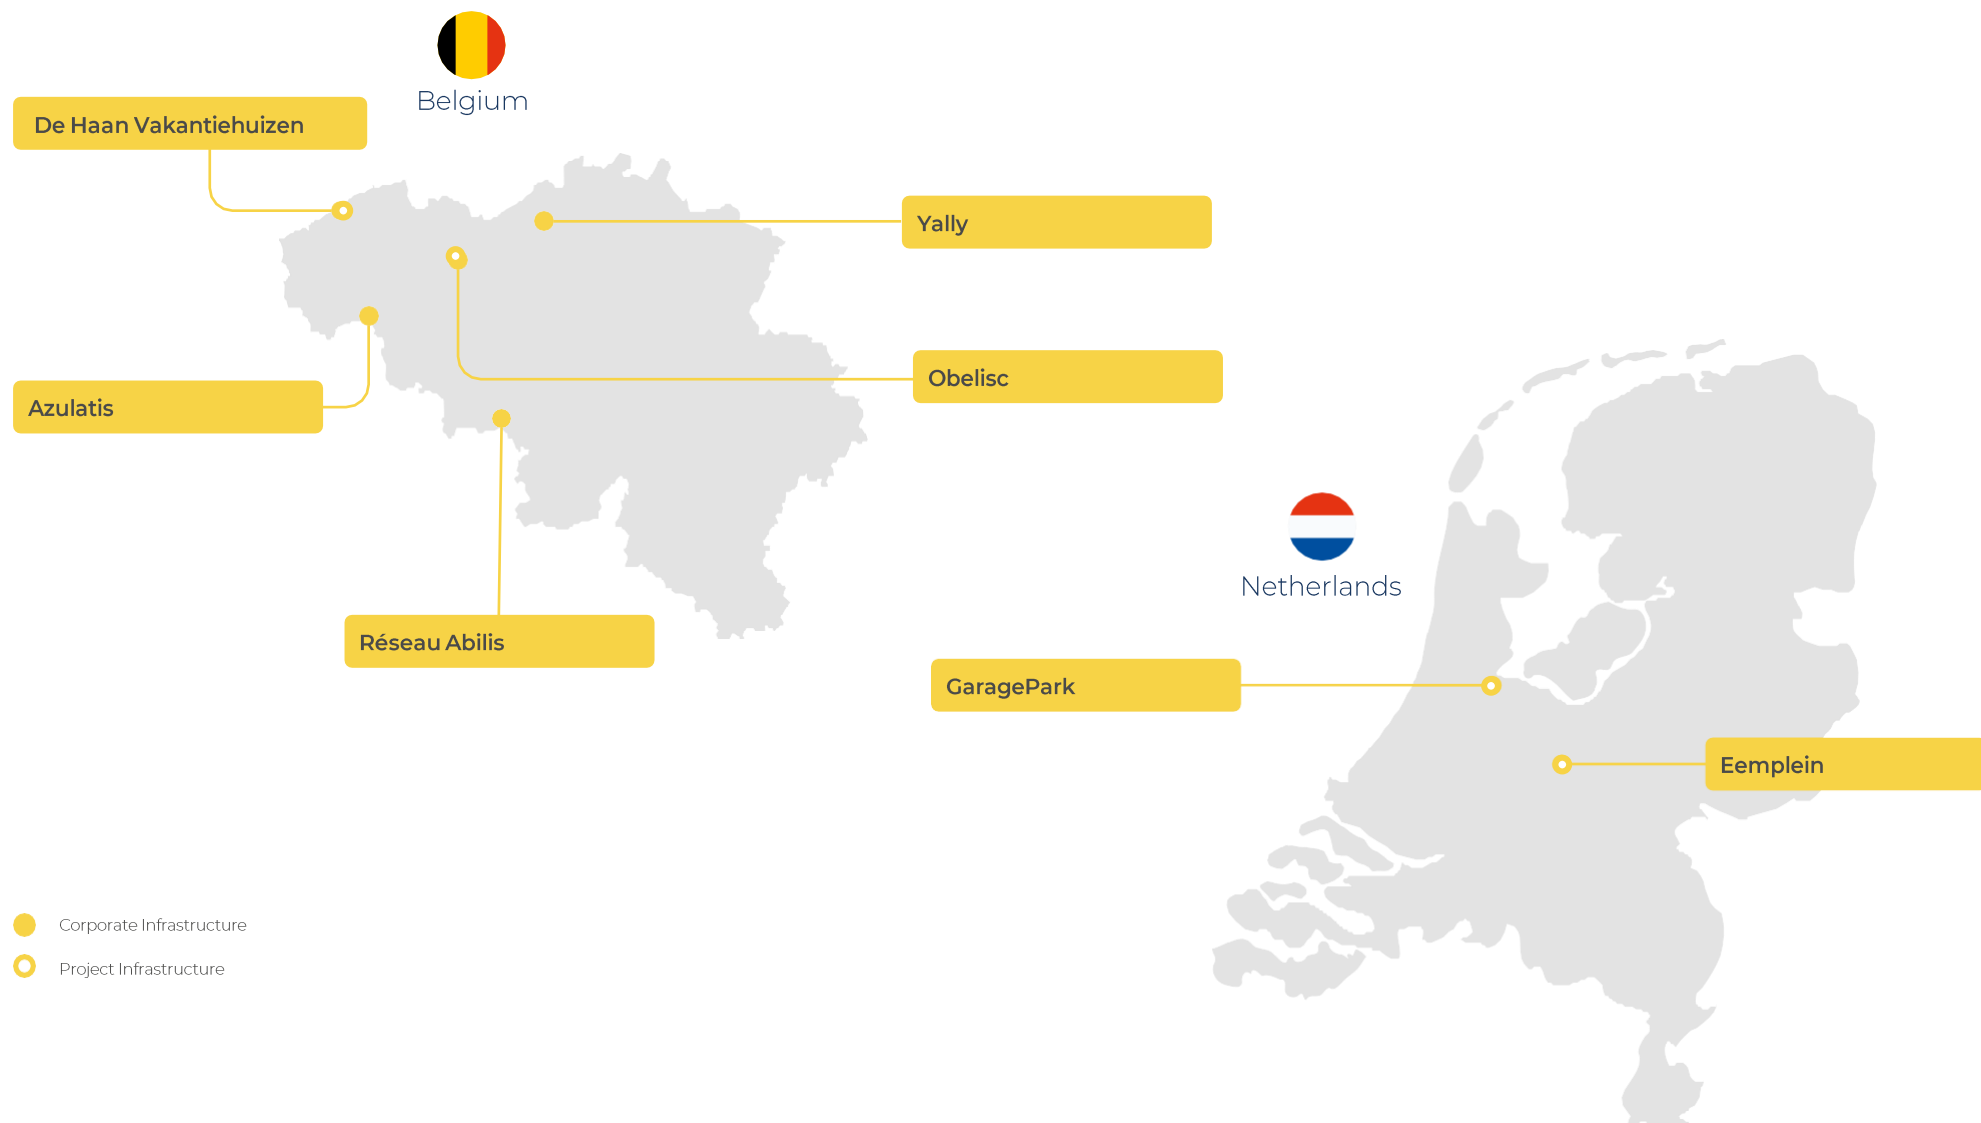 Belgium
De Haan Vakantiehuizen
Yally
Obelisc
Azulatis
Netherlands
Réseau Abilis
GaragePark
Eemplein
Corporate Infrastructure
Project Infrastructure